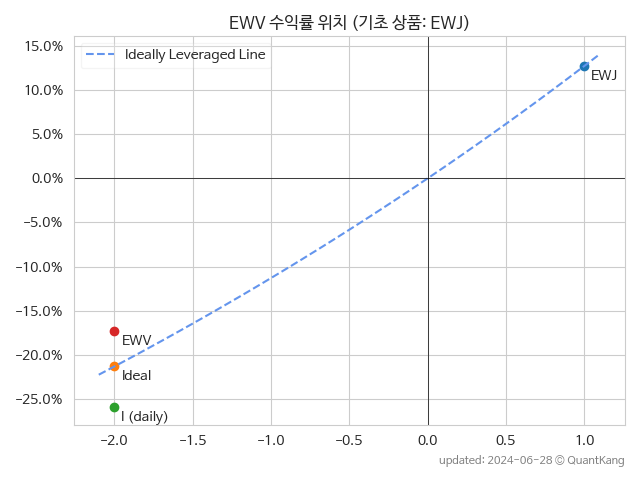 EWV 수익률 위치 (기초 상품: EWJ)
15.0%
Ideally Leveraged Line
10.0%
EWJ
5.0%
0.0%
−5.0%
−10.0%
−15.0%
EWV
−20.0%
Ideal
−25.0%
I (daily)
−2.0 −1.5 −1.0 −0.5 0.0 0.5 1.0
updated: 2024-06-28 © QuantKang